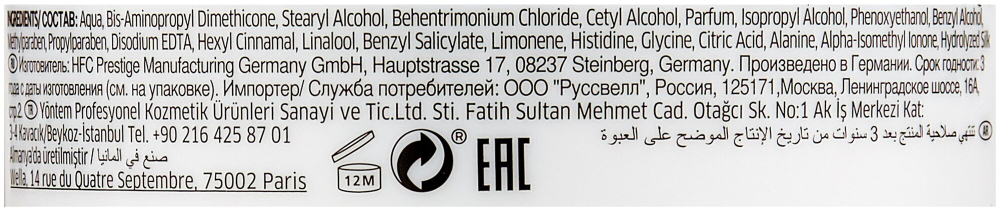 INGREDIENTS/ СОСТАВ: Aqua, Bis-Aminopropyl Dimethicone, Stearyl Alcohol, Behentrimonium Chloride, Cetyl Alcohol, Parfum, Isopropyl Alcohol, Phenoxyethanol, Benzyl Alcohol,
Methylparaben, Propylparaben, Disodium EDTA, Hexyl Cinnamal, Linalool, Benzyl Salicylate, Limonene, Histidine, Glycine, Citric Acid, Alanine, Alpha-Isomethyl Ionone, Hydrolyzed Silk
Изготовитель: HFC Prestige Manufacturing Germany GmbH, Hauptstrasse 17, 08237 Steinberg, Germany. Произведено в Германии. Срок годности: 3
года с даты изготовления (см. на упаковке). Импортер/ Служба потребителей: ООО "Руссвелл", Россия, 125171, Москва, Ленинградское шоссе, 16А,
стр.2. TR Yöntem Profesyonel Kozmetik Ürünleri Sanayi ve Tic.Ltd. Sti. Fatih Sultan Mehmet Cad. Otağcı Sk. No:1 Ak İş Merkezi Kat:
3-4 Kavacık/Beykoz-İstanbul Tel. +90 216 425 87 01
AR تنتهي صلاحية المنتج بعد 3 سنوات من تاريخ الإنتاج الموضح على العبوة
Almanya'da üretilmiştir / صنع في المانيا
Wella, 14 rue du Quatre Septembre, 75002 Paris
12M
®
EAC